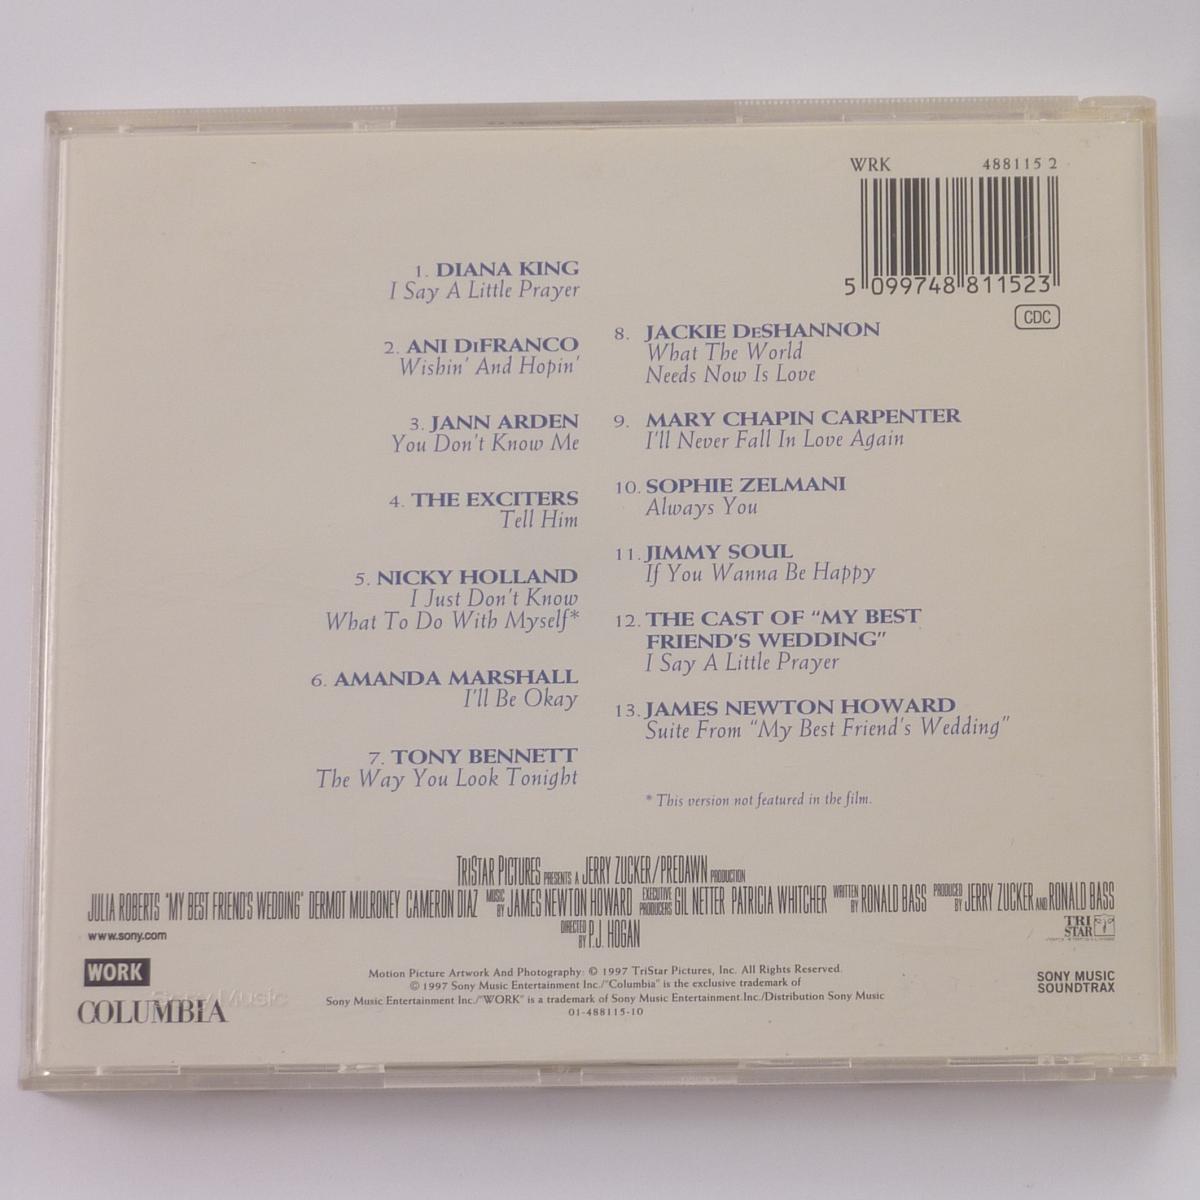 WRK 488115 2
5 099748 811523
CDC
1. DIANA KING
I Say A Little Prayer
2. ANI DiFRANCO
Wishin' And Hopin'
3. JANN ARDEN
You Don't Know Me
4. THE EXCITERS
Tell Him
5. NICKY HOLLAND
I Just Don't Know
What To Do With Myself*
6. AMANDA MARSHALL
I'll Be Okay
7. TONY BENNETT
The Way You Look Tonight
8. JACKIE DeSHANNON
What The World
Needs Now Is Love
9. MARY CHAPIN CARPENTER
I'll Never Fall In Love Again
10. SOPHIE ZELMANI
Always You
11. JIMMY SOUL
If You Wanna Be Happy
12. THE CAST OF "MY BEST
FRIEND'S WEDDING"
I Say A Little Prayer
13. JAMES NEWTON HOWARD
Suite From "My Best Friend's Wedding"
* This version not featured in the film.
TRISTAR PICTURES PRESENTS A JERRY ZUCKER/PREDAWN PRODUCTION
JULIA ROBERTS "MY BEST FRIEND'S WEDDING" DERMOT MULRONEY CAMERON DIAZ MUSIC BY JAMES NEWTON HOWARD EXECUTIVE PRODUCERS GIL NETTER PATRICIA WHITCHER WRITTEN BY RONALD BASS PRODUCED BY JERRY ZUCKER AND RONALD BASS
DIRECTED BY P.J. HOGAN
www.sony.com
TRI
STAR
WORK
COLUMBIA
Sony Music
Motion Picture Artwork And Photography: © 1997 TriStar Pictures, Inc. All Rights Reserved.
© 1997 Sony Music Entertainment Inc./"Columbia" is the exclusive trademark of
Sony Music Entertainment Inc./"WORK" is a trademark of Sony Music Entertainment Inc./Distribution Sony Music
01-488115-10
SONY MUSIC
SOUNDTRAX